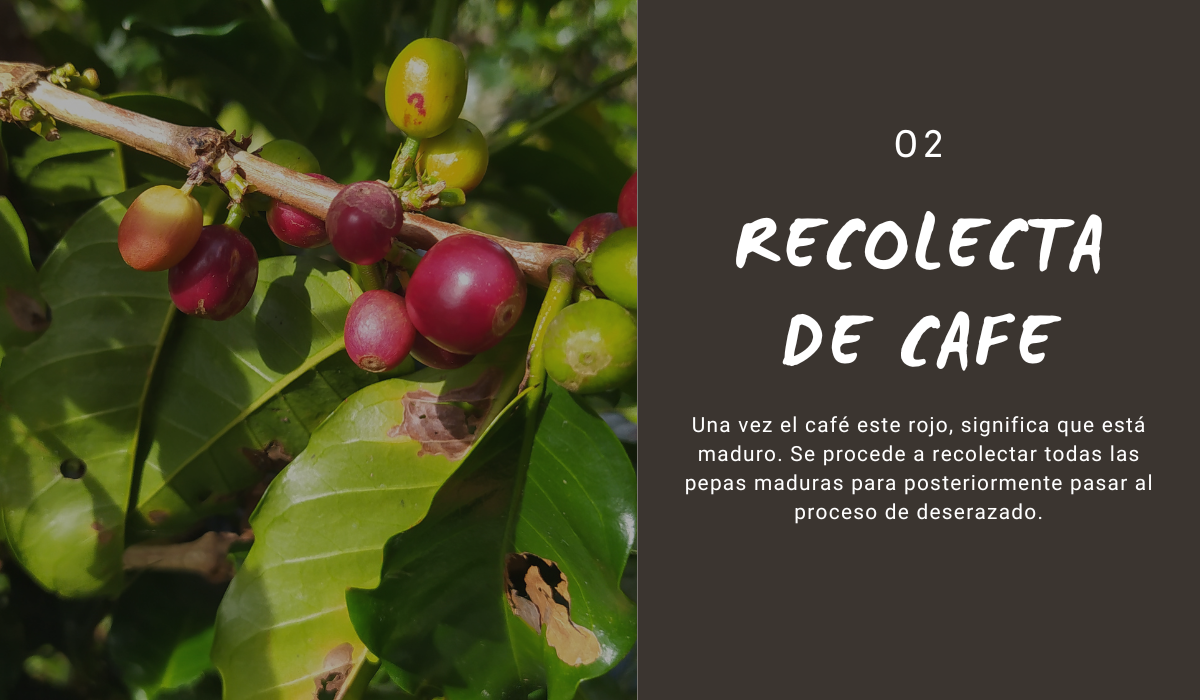 02
RECOLECTA
DE CAFE
Una vez el café este rojo, significa que está
maduro. Se procede a recolectar todas las
pepas maduras para posteriormente pasar al
proceso de deserazado.